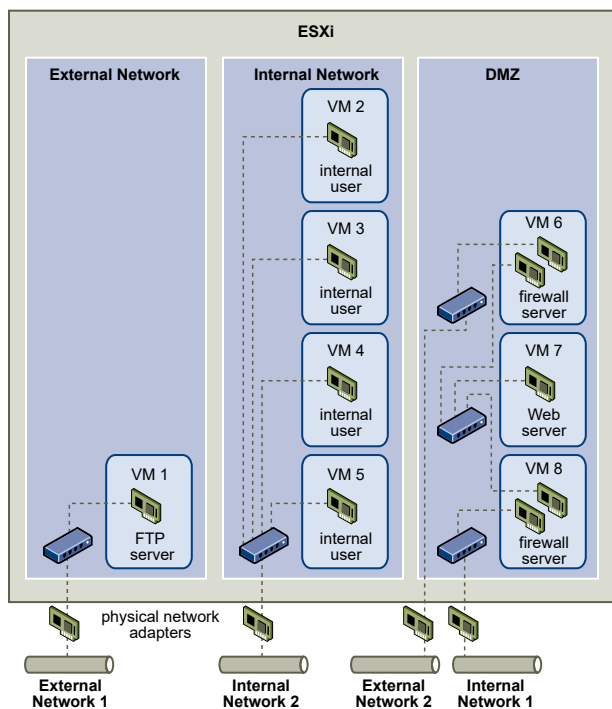 ESXi
External Network
Internal Network
DMZ
VM 2
internal
user
VM 3
internal
user
VM 4
internal
user
VM 5
internal
user
VM 6
firewall
server
VM 7
Web
server
VM 8
firewall
server
VM 1
FTP
server
physical network
adapters
External
Network 1
Internal
Network 2
External
Network 2
Internal
Network 1